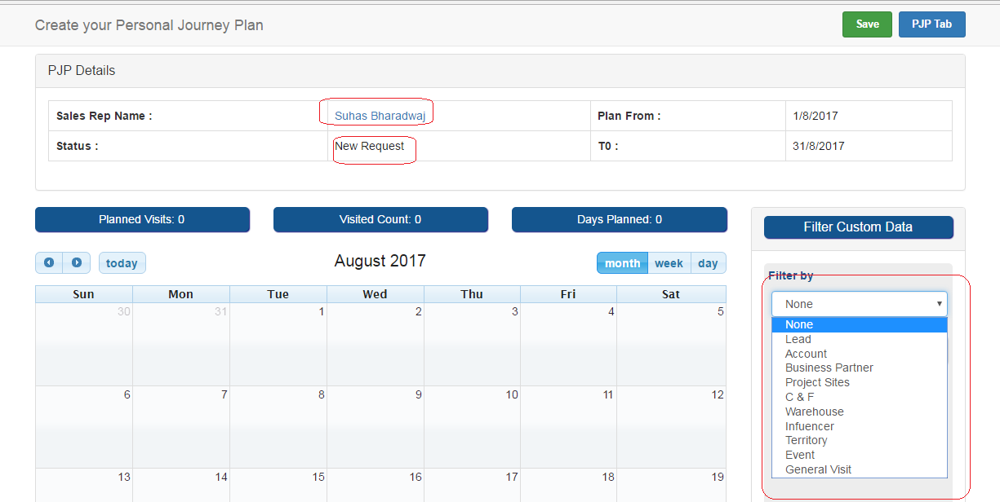 Create your Personal Journey Plan Save PJP Tab
PJP Details
Sales Rep Name : Suhas Bharadwaj Plan From : 1/8/2017
Status : New Request T0 : 31/8/2017
Planned Visits: 0 Visited Count: 0 Days Planned: 0
today August 2017 month week day
Sun Mon Tue Wed Thu Fri Sat
30 31 1 2 3 4 5
6 7 8 9 10 11 12
13 14 15 16 17 18 19
Filter Custom Data
Filter by
None
None
Lead
Account
Business Partner
Project Sites
C & F
Warehouse
Infuencer
Territory
Event
General Visit